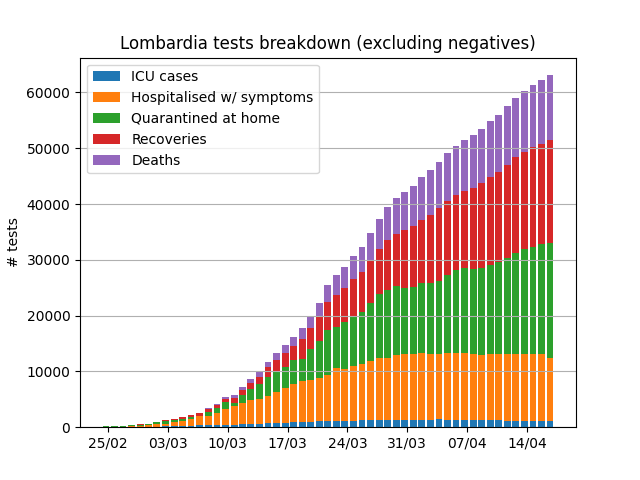 Lombardia tests breakdown (excluding negatives)
ICU cases
Hospitalised w/ symptoms
Quarantined at home
Recoveries
Deaths
# tests
60000
50000
40000
30000
20000
10000
0
25/02 03/03 10/03 17/03 24/03 31/03 07/04 14/04